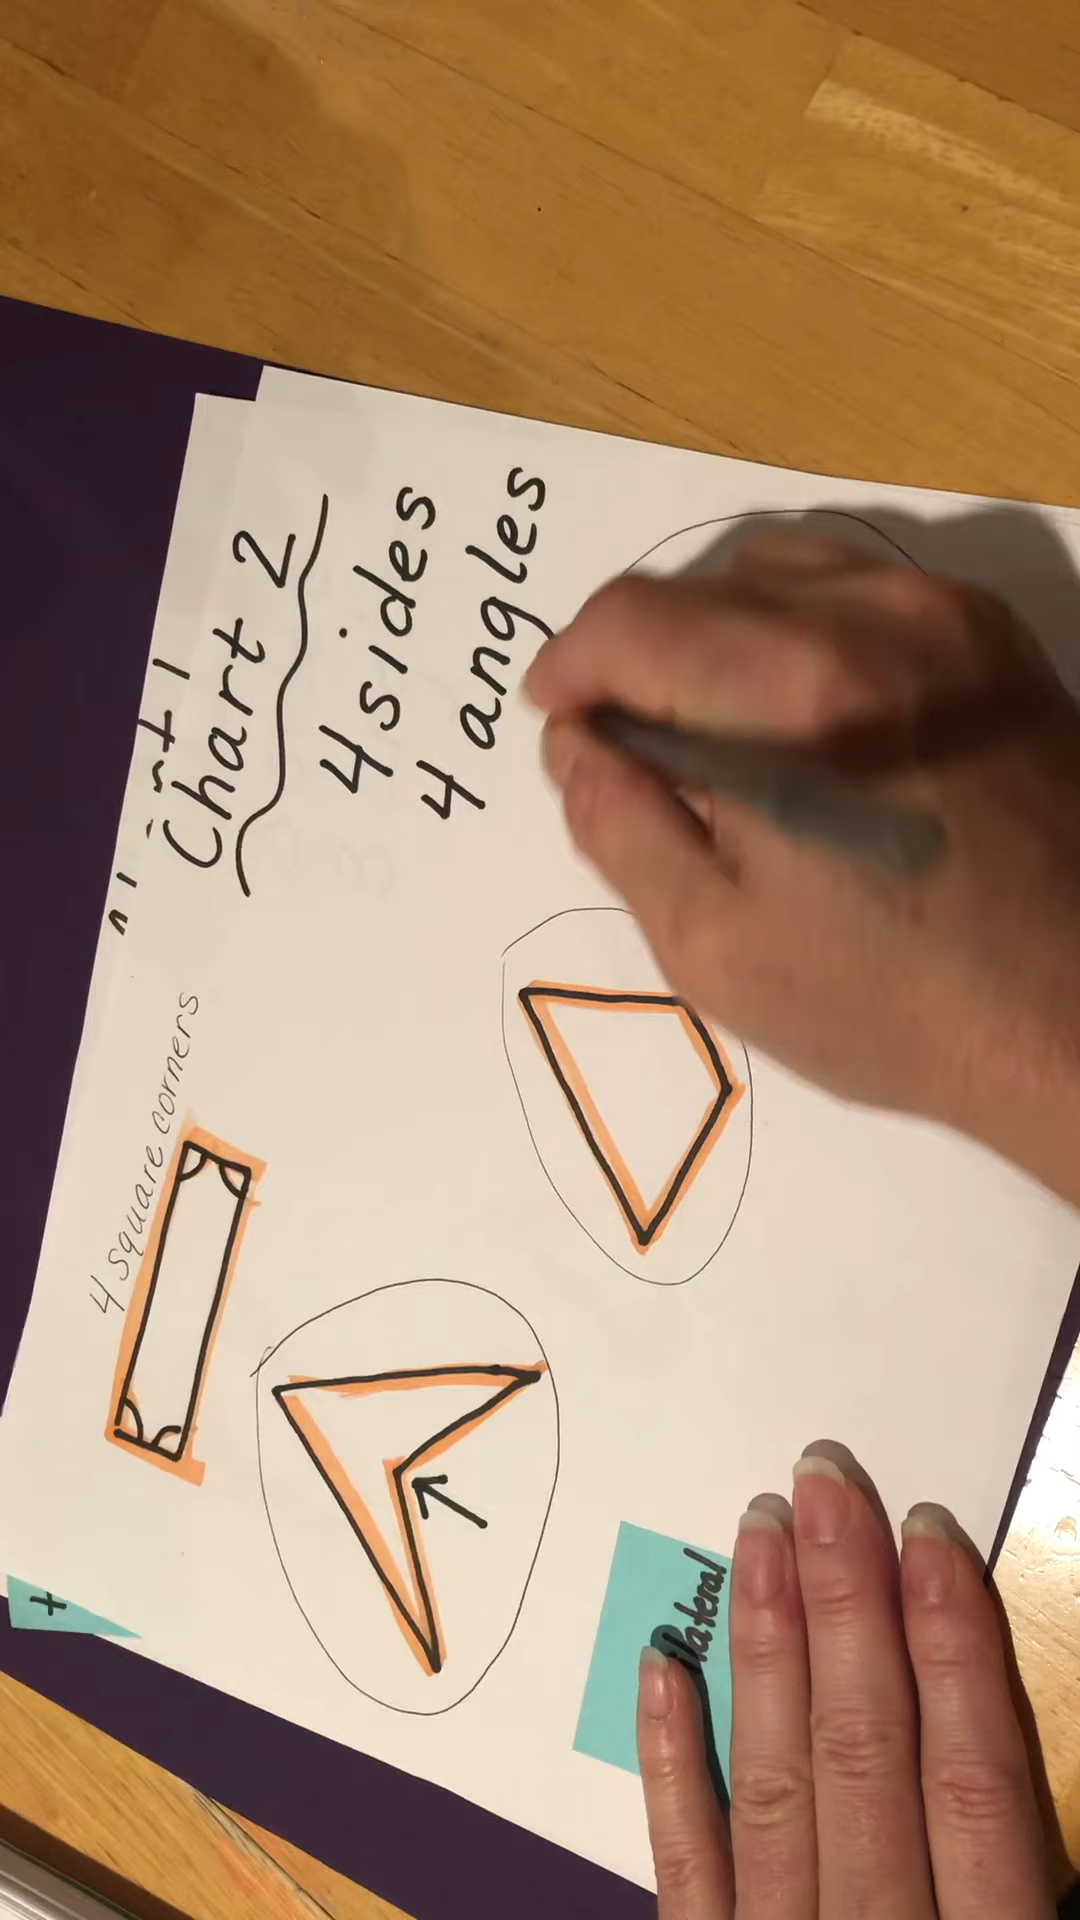 Chart 2
4 sides
4 angles
4 square corners
lateral